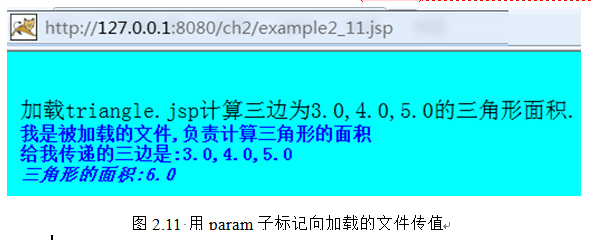 http://127.0.0.1:8080/ch2/example2_11.jsp
加载triangle.jsp计算三边为3.0,4.0,5.0的三角形面积.
我是被加载的文件,负责计算三角形的面积
给我传递的三边是:3.0,4.0,5.0
三角形的面积:6.0
图 2.11 用 param 子标记向加载的文件传值